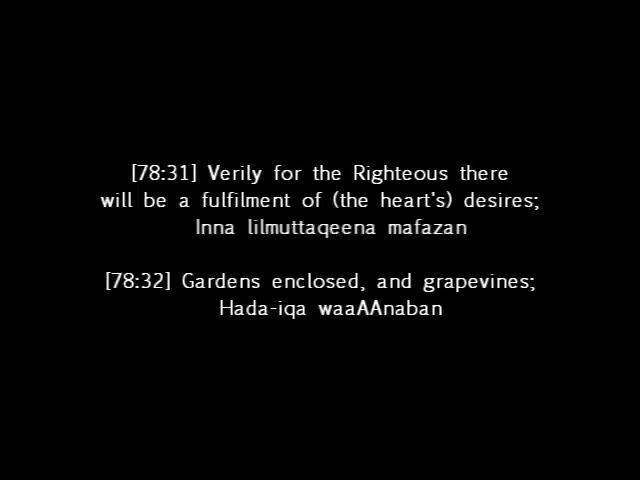 [78:31] Verily for the Righteous there
will be a fulfilment of (the heart's) desires;
Inna lilmuttaqeena mafazan
[78:32] Gardens enclosed, and grapevines;
Hada-iqa waaAAnaban